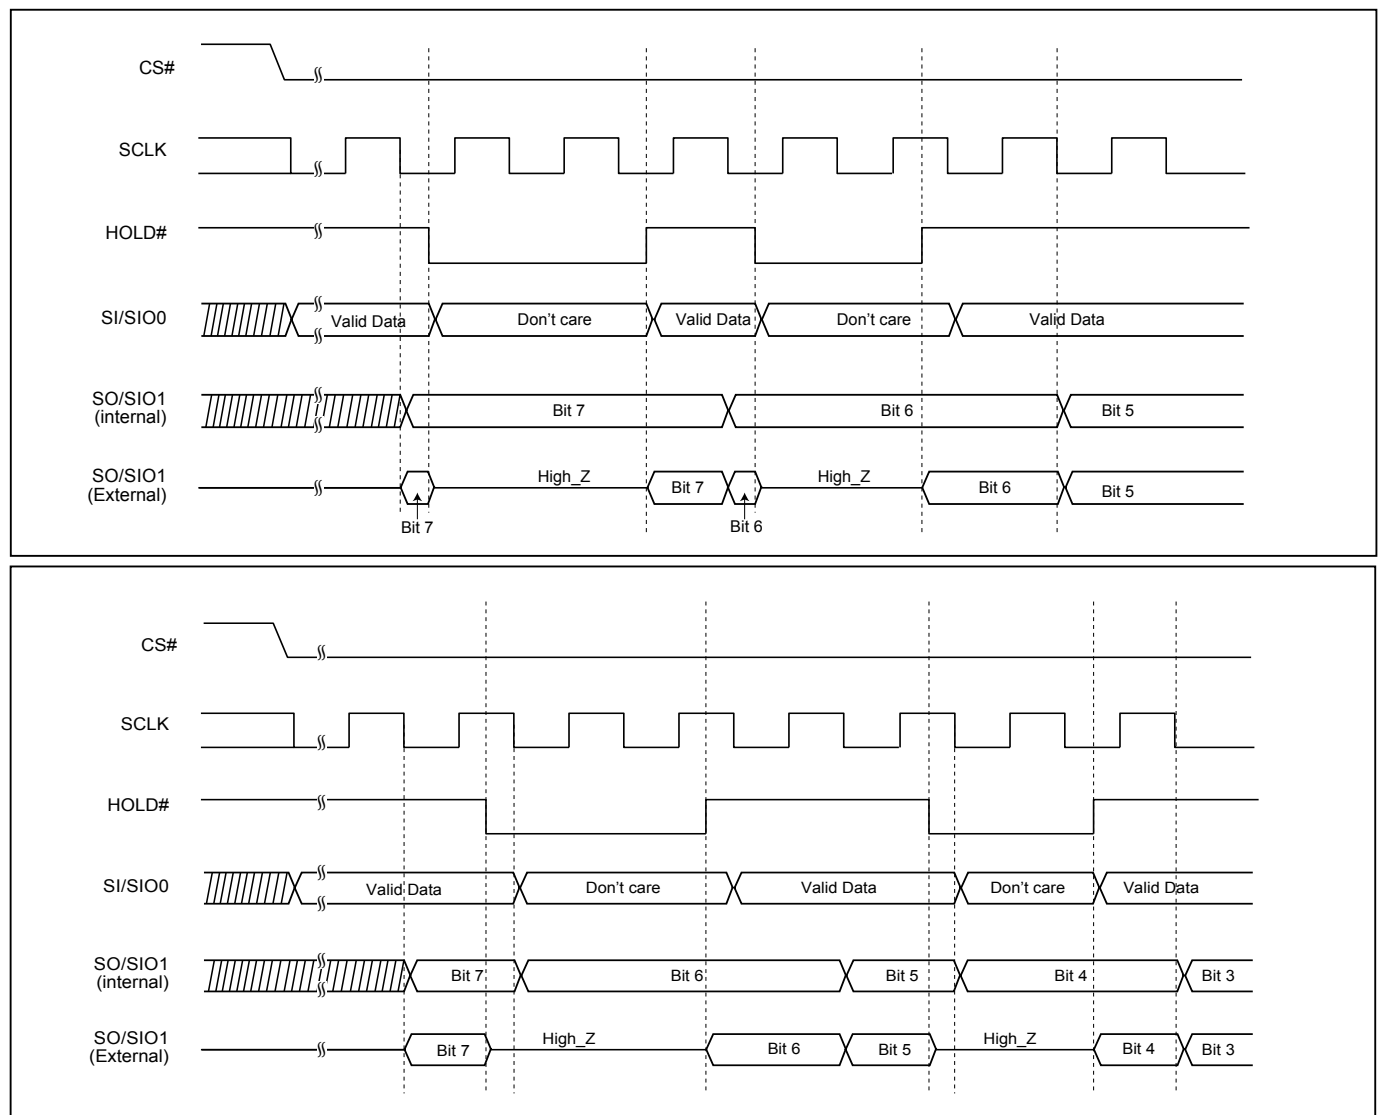 CS#
SCLK
HOLD#
SI/SIO0
Valid Data
Don't care
Valid Data
Don't care
Valid Data
SO/SIO1
(internal)
Bit 7
Bit 6
Bit 5
SO/SIO1
(External)
High_Z
Bit 7
High_Z
Bit 6
Bit 5
Bit 7
Bit 6
CS#
SCLK
HOLD#
SI/SIO0
Valid Data
Don't care
Valid Data
Don't care
Valid Data
SO/SIO1
(internal)
Bit 7
Bit 6
Bit 5
Bit 4
Bit 3
SO/SIO1
(External)
Bit 7
High_Z
Bit 6
Bit 5
High_Z
Bit 4
Bit 3